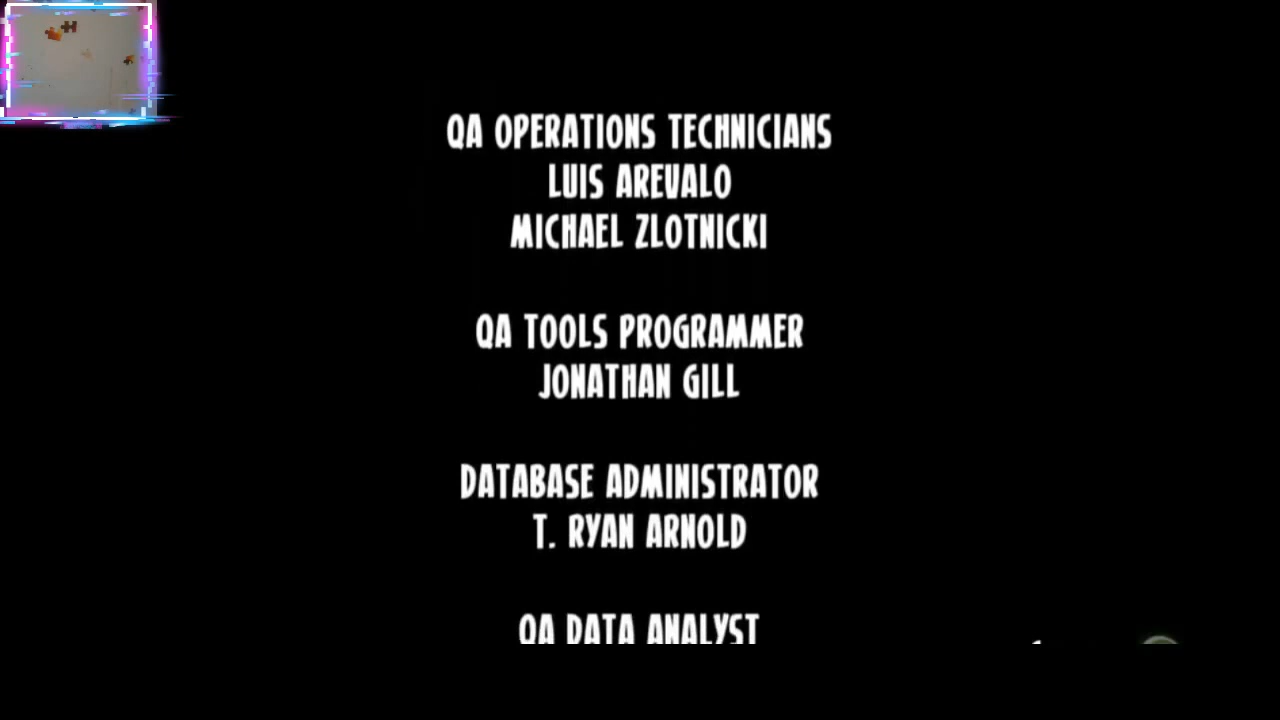 QA OPERATIONS TECHNICIANS
LUIS AREVALO
MICHAEL ZLOTNICKI
QA TOOLS PROGRAMMER
JONATHAN GILL
DATABASE ADMINISTRATOR
T. RYAN ARNOLD
QA DATA ANALYST